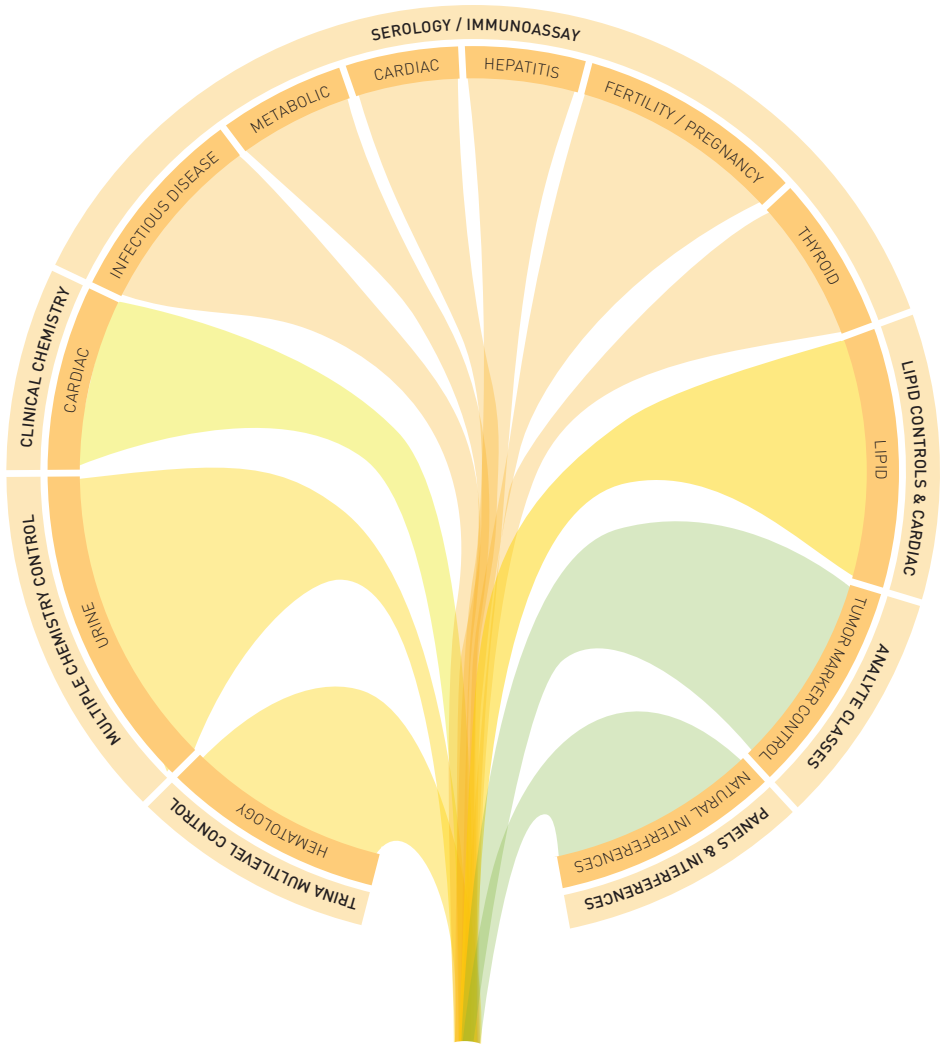 SEROLOGY / IMMUNOASSAY
INFECTIOUS DISEASE
METABOLIC
CARDIAC
HEPATITIS
FERTILITY / PREGNANCY
THYROID
CLINICAL CHEMISTRY
CARDIAC
LIPID CONTROLS & CARDIAC
LIPID
MULTIPLE CHEMISTRY CONTROL
URINE
ANALYTE CLASSES
TUMOR MARKER CONTROL
TRINA MULTILEVEL CONTROL
HEMATOLOGY
PANELS & INTERFERENCES
NATURAL INTERFERENCES